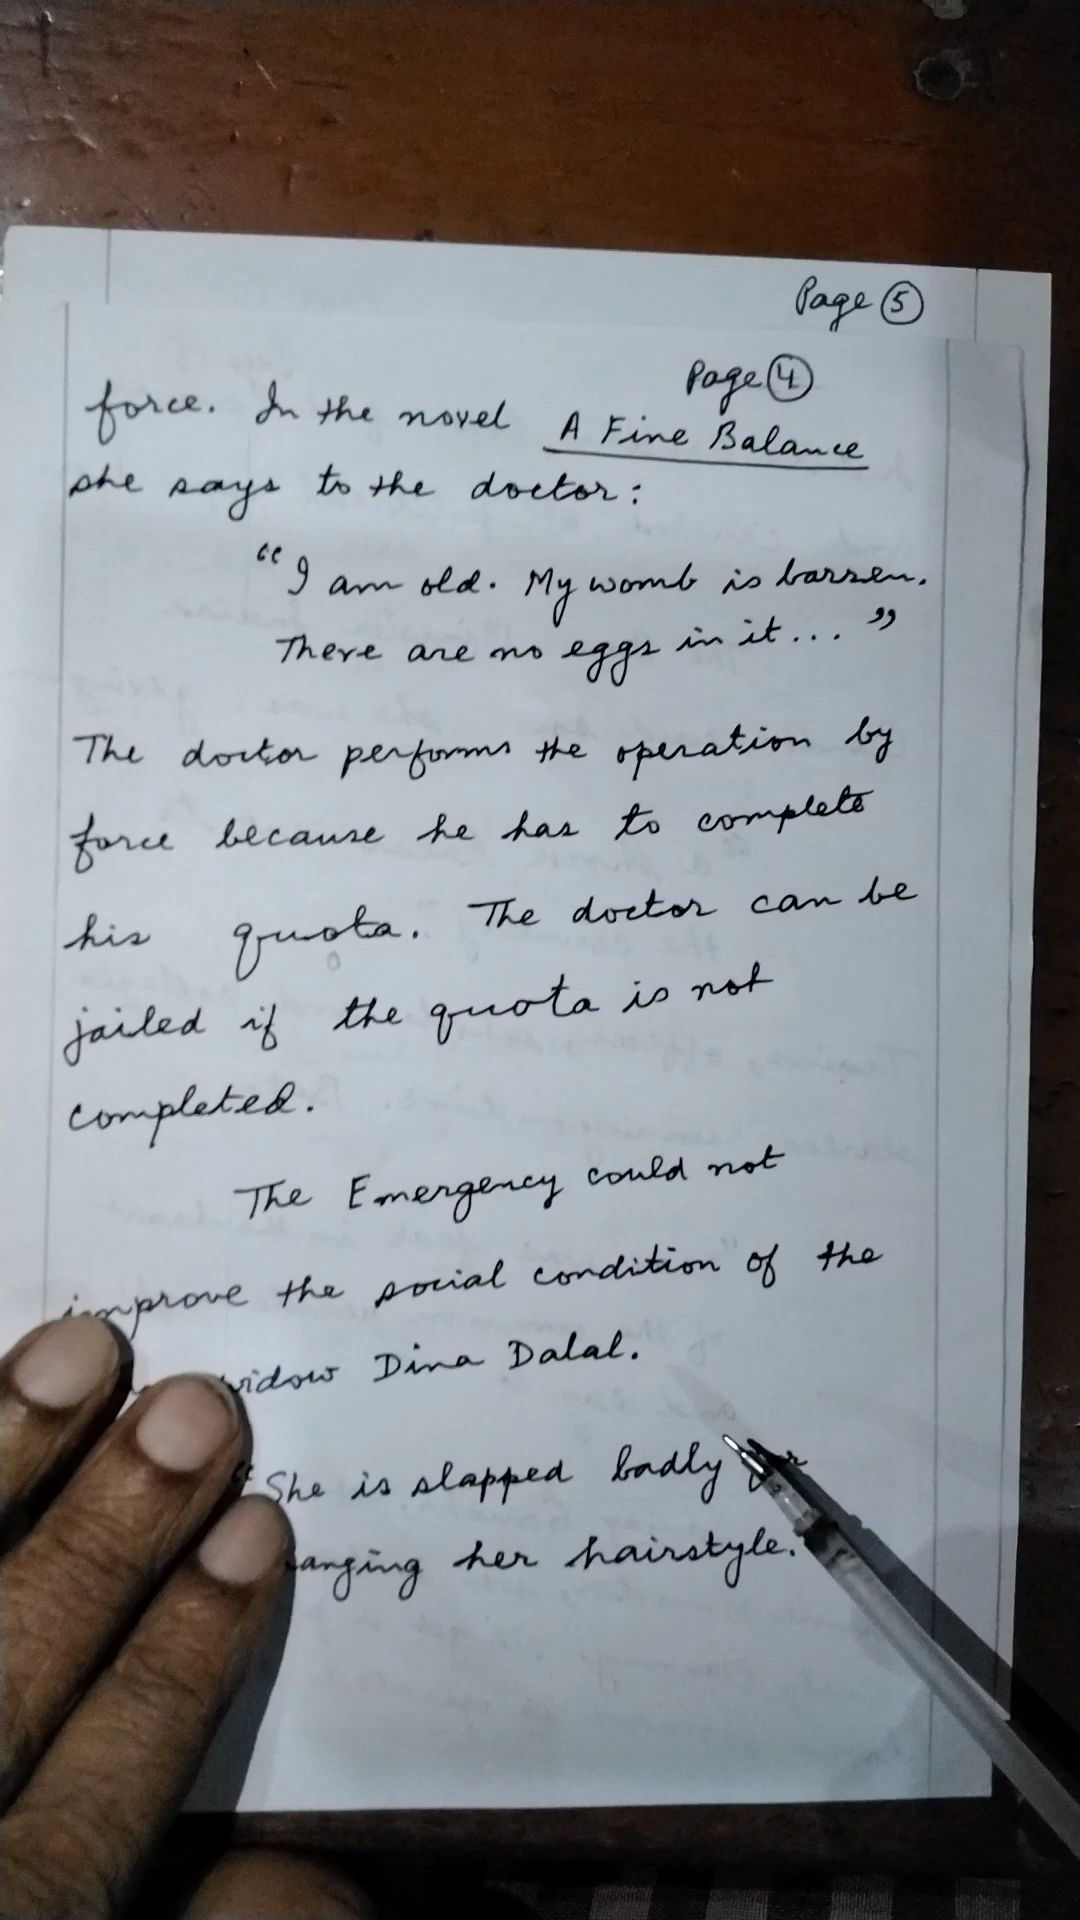 Page 5
Page 4
force. In the novel A Fine Balance
she says to the doctor:
"I am old. My womb is barren.
There are no eggs in it... "
The doctor performs the operation by
force because he has to complete
his quota. The doctor can be
jailed if the quota is not
completed.
The Emergency could not
improve the social condition of the
widow Dina Dalal.
"She is slapped badly
her hairstyle.